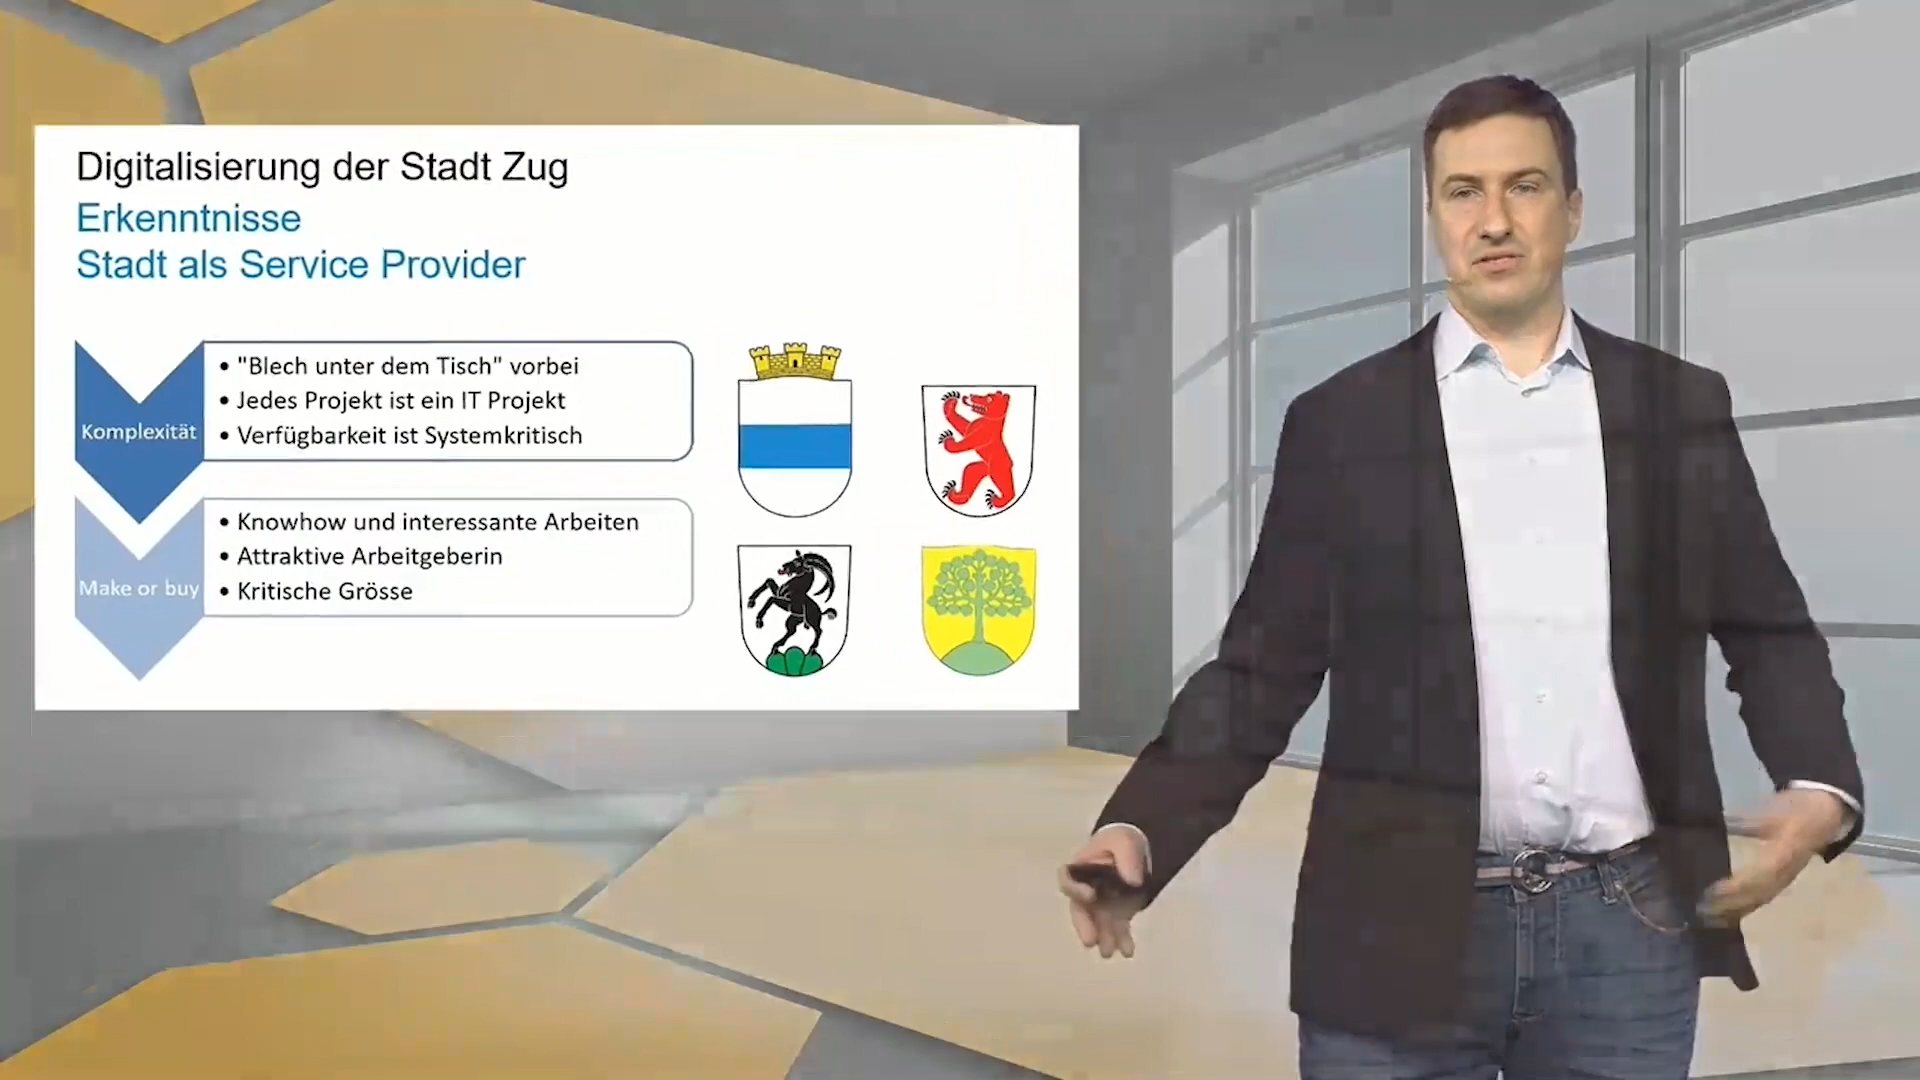 Digitalisierung der Stadt Zug
Erkenntnisse
Stadt als Service Provider
Komplexität
• "Blech unter dem Tisch" vorbei
• Jedes Projekt ist ein IT Projekt
• Verfügbarkeit ist Systemkritisch
Make or buy
• Knowhow und interessante Arbeiten
• Attraktive Arbeitgeberin
• Kritische Grösse